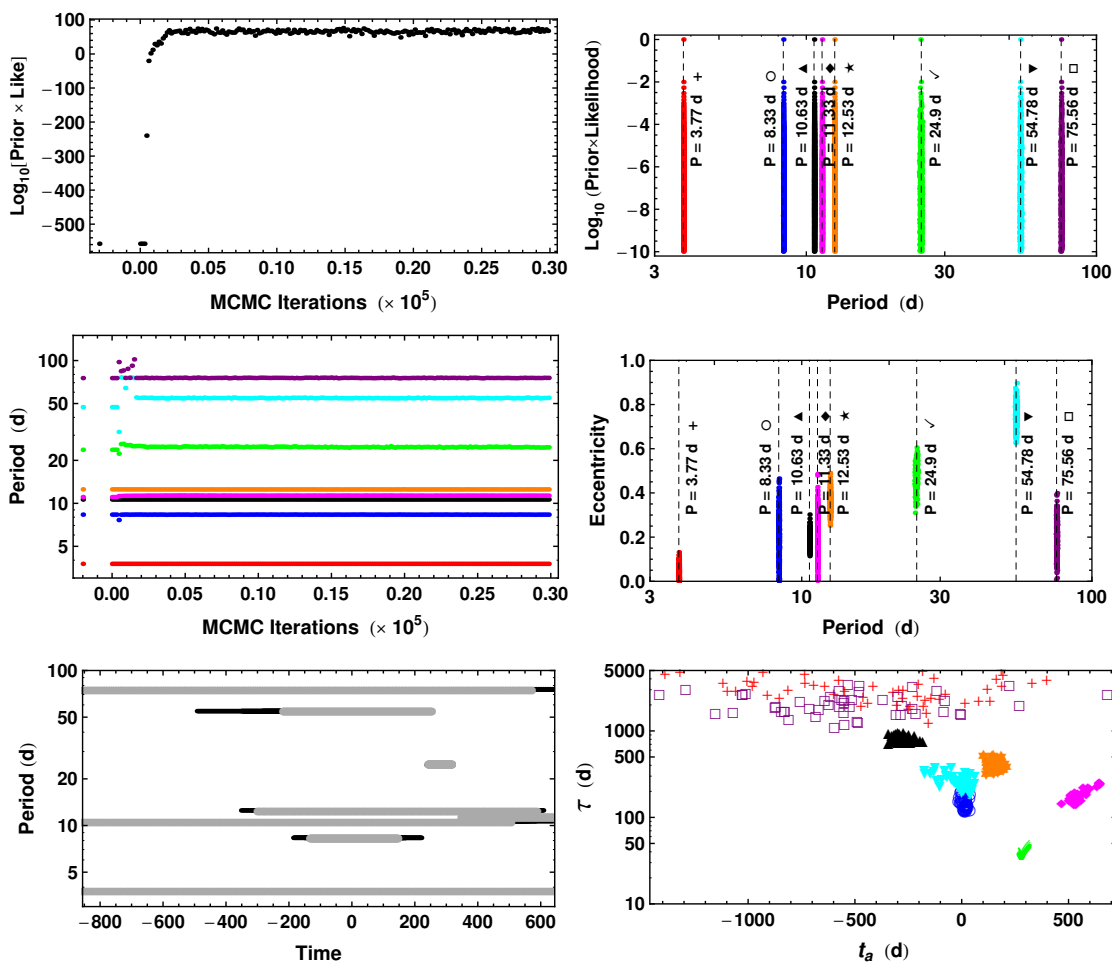 100
0
−100
−200
−300
−400
−500
Log10[Prior × Like]
0.00 0.05 0.10 0.15 0.20 0.25 0.30
MCMC Iterations (× 10^5)
0
−2
−4
−6
−8
−10
Log10 (Prior×Likelihood)
P = 3.77 d
P = 8.33 d
P = 10.63 d
P = 11.33 d
P = 12.53 d
P = 24.9 d
P = 54.78 d
P = 75.56 d
3 10 30 100
Period (d)
100
50
20
10
5
Period (d)
0.00 0.05 0.10 0.15 0.20 0.25 0.30
MCMC Iterations (× 10^5)
1.0
0.8
0.6
0.4
0.2
0.0
Eccentricity
P = 3.77 d
P = 8.33 d
P = 10.63 d
P = 11.33 d
P = 12.53 d
P = 24.9 d
P = 54.78 d
P = 75.56 d
3 10 30 100
Period (d)
100
50
20
10
5
Period (d)
−800 −600 −400 −200 0 200 400 600
Time
5000
1000
500
100
50
10
τ (d)
−1000 −500 0 500
ta (d)